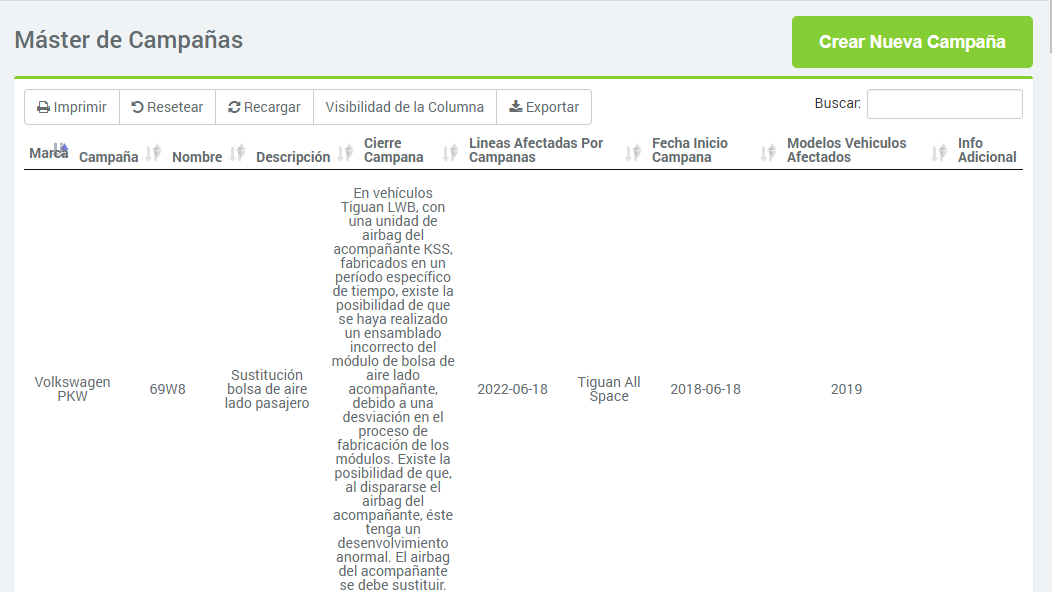 Máster de Campañas
Crear Nueva Campaña
Imprimir
Resetear
Recargar
Visibilidad de la Columna
Exportar
Buscar:
Marca
Campaña
Nombre
Descripción
Cierre
Campana
Lineas Afectadas Por
Campanas
Fecha Inicio
Campana
Modelos Vehiculos
Afectados
Info
Adicional
Volkswagen
PKW
69W8
Sustitución
bolsa de aire
lado pasajero
En vehículos
Tiguan LWB, con
una unidad de
airbag del
acompañante KSS,
fabricados en un
período específico
de tiempo, existe la
posibilidad de que
se haya realizado
un ensamblado
incorrecto del
módulo de bolsa de
aire lado
acompañante,
debido a una
desviación en el
proceso de
fabricación de los
módulos. Existe la
posibilidad de que,
al dispararse el
airbag del
acompañante, éste
tenga un
desenvolvimiento
anormal. El airbag
del acompañante
se debe sustituir.
2022-06-18
Tiguan All
Space
2018-06-18
2019